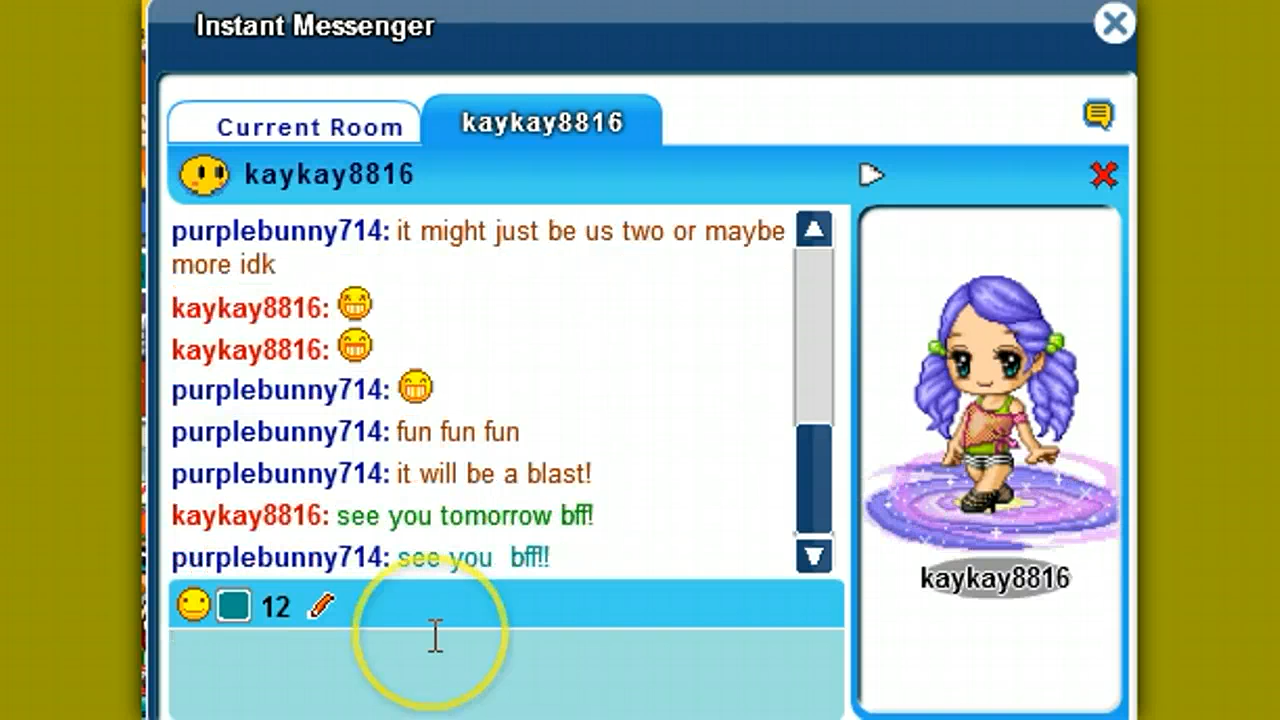 Instant Messenger
Current Room
kaykay8816
kaykay8816
purplebunny714: it might just be us two or maybe
more idk
kaykay8816:
kaykay8816:
purplebunny714:
purplebunny714: fun fun fun
purplebunny714: it will be a blast!
kaykay8816: see you tomorrow bff!
purplebunny714: see you bff!!
12
kaykay8816